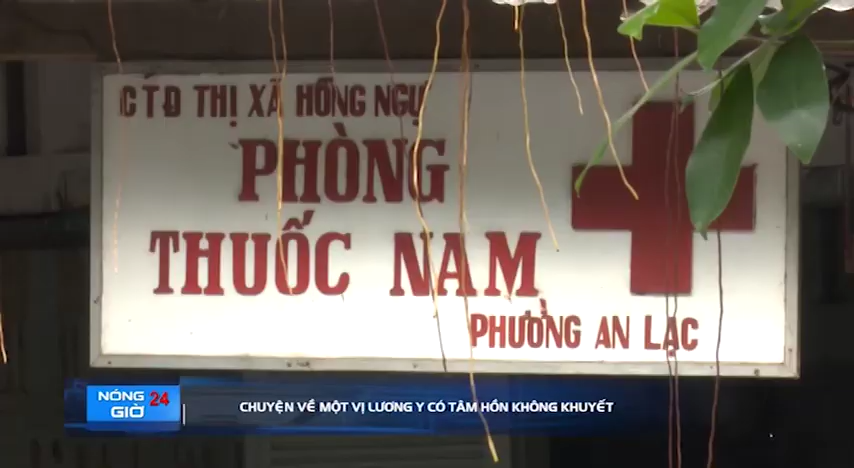 CTĐ THỊ XÃ HỒNG NGỰ
PHÒNG
THUỐC NAM
PHƯỜNG AN LẠC
NÓNG 24
GIỜ
CHUYỆN VỀ MỘT VỊ LƯƠNG Y CÓ TÂM HỒN KHÔNG KHUYẾT